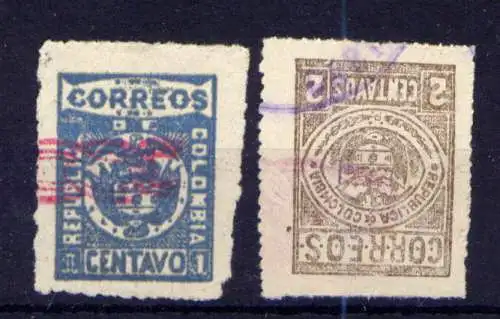 CORREOS
REPUBLICA
COLOMBIA
1 CENTAVO 1
2 CENTAVOS 2
REPUBLICA DE COLOMBIA
CORREOS